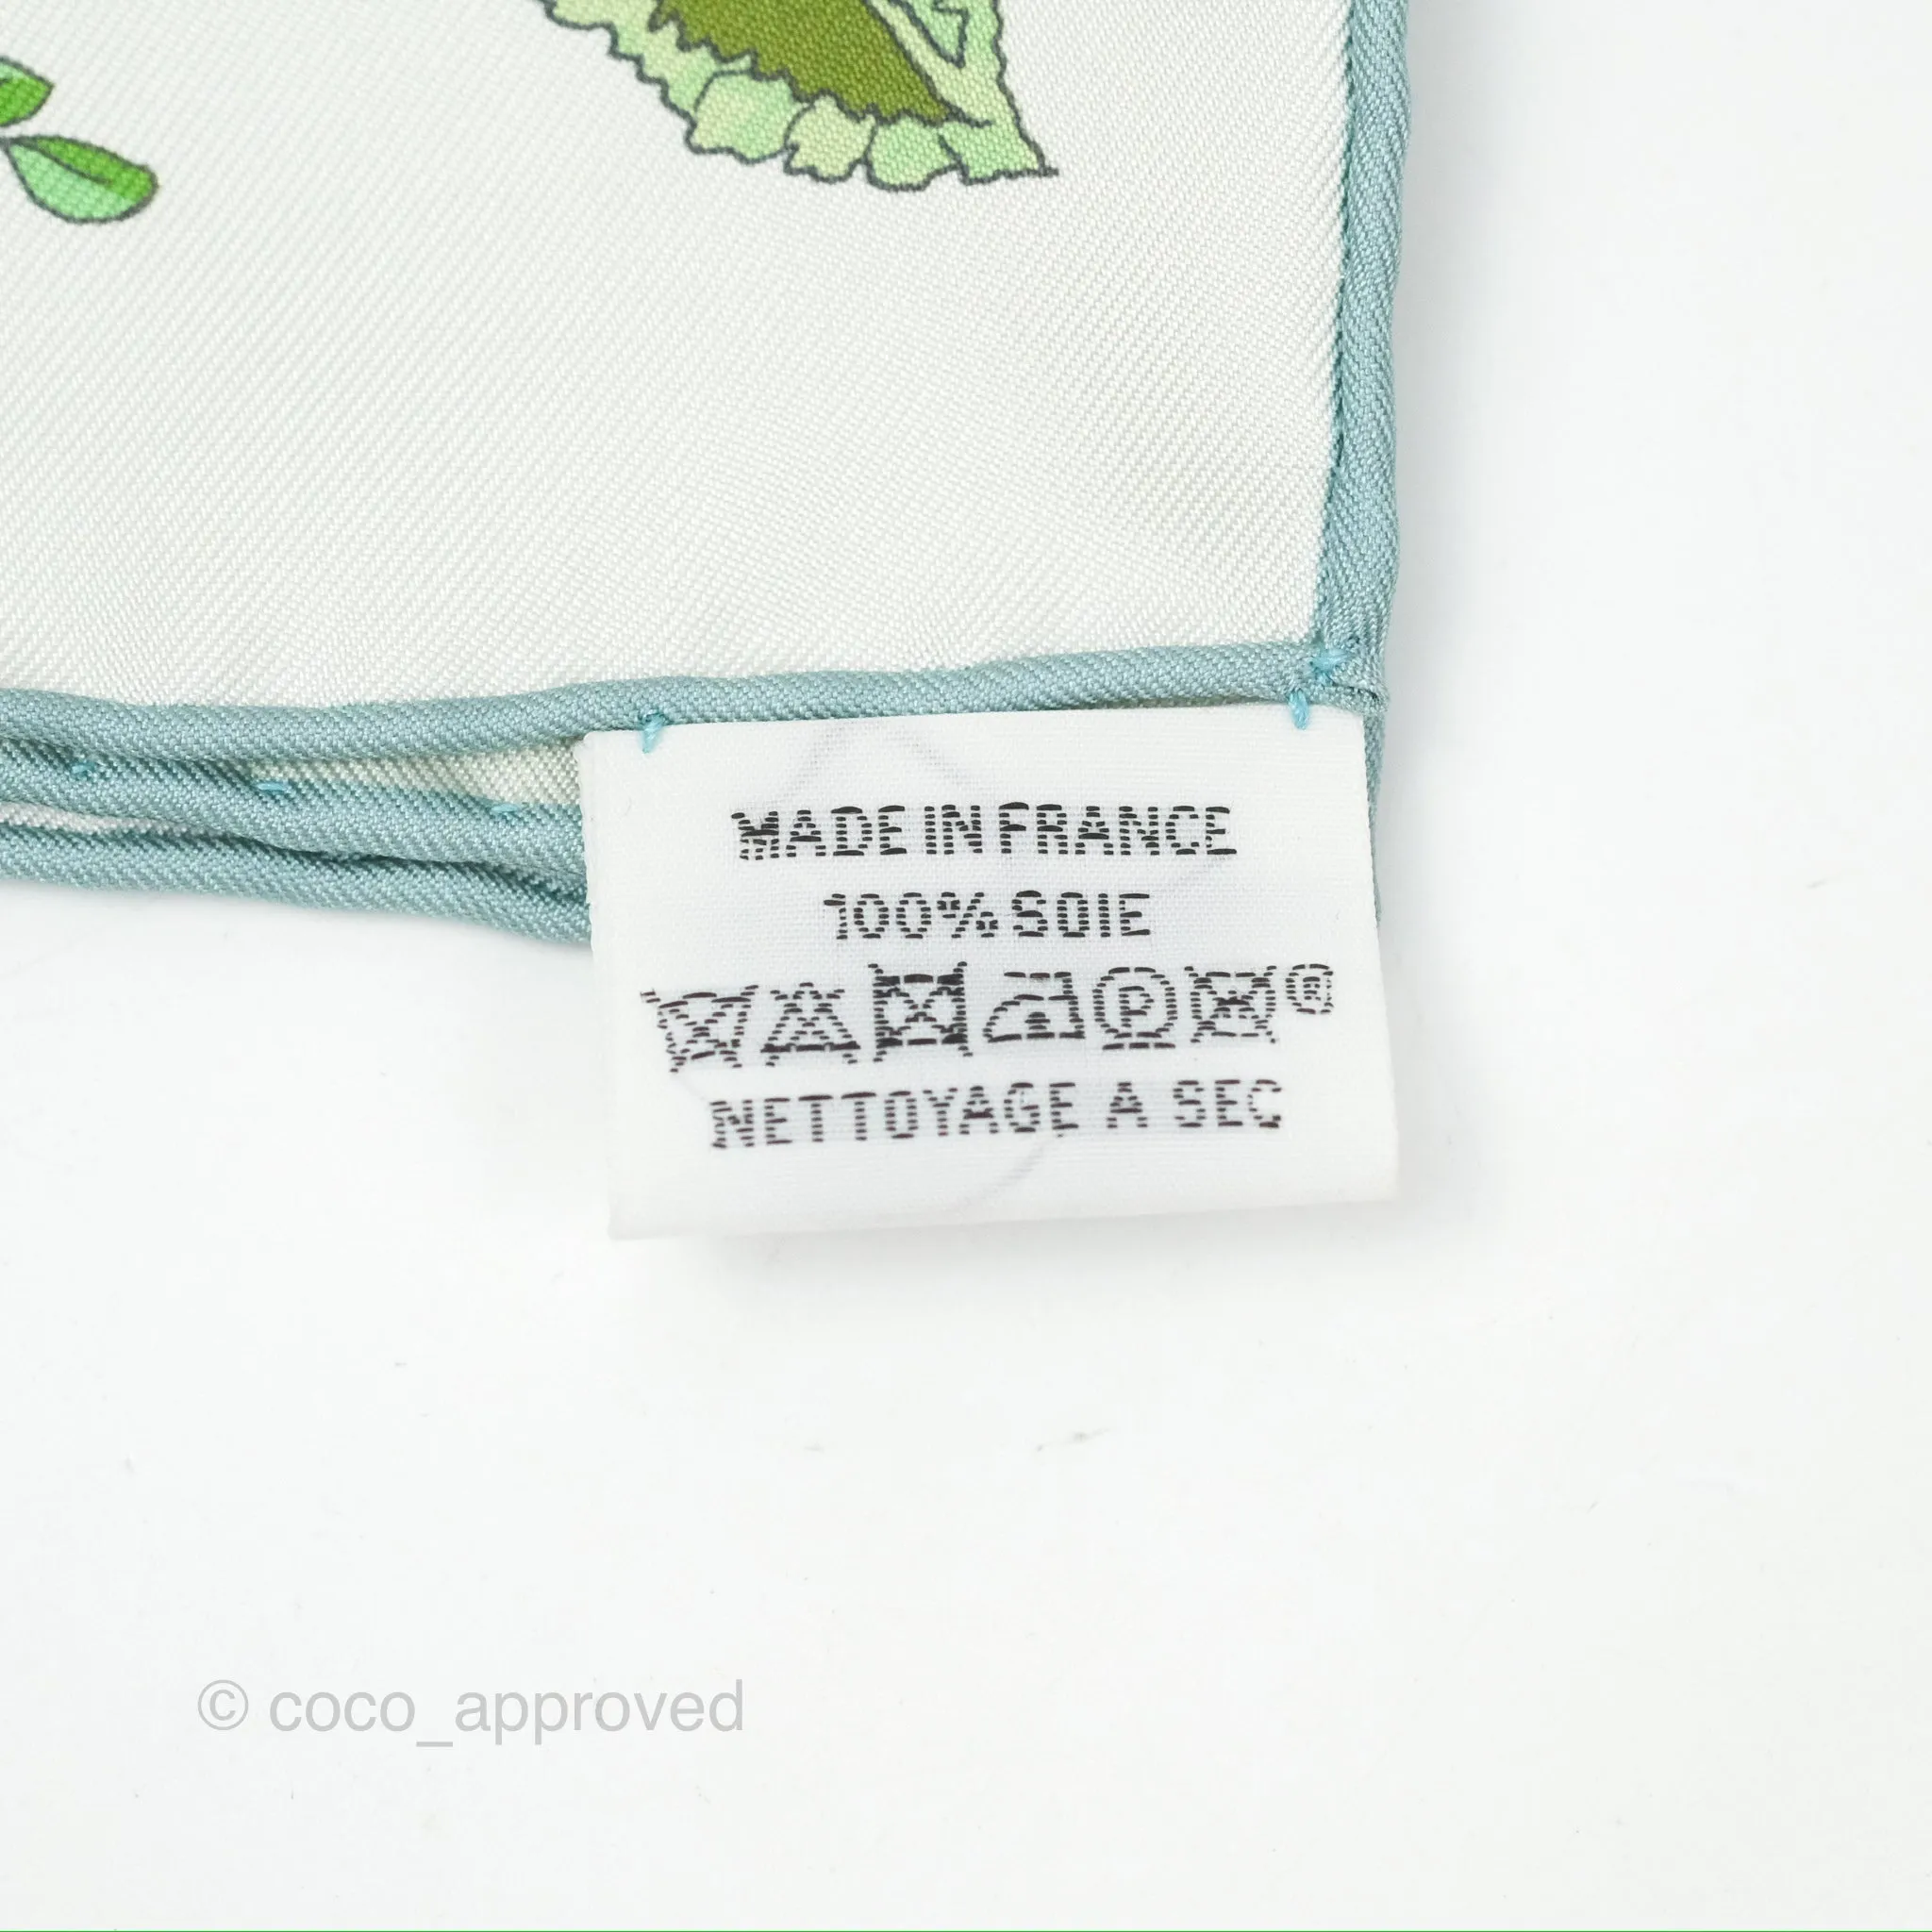 MADE IN FRANCE
100% SOIE
P ®
NETTOYAGE A SEC
© coco_approved